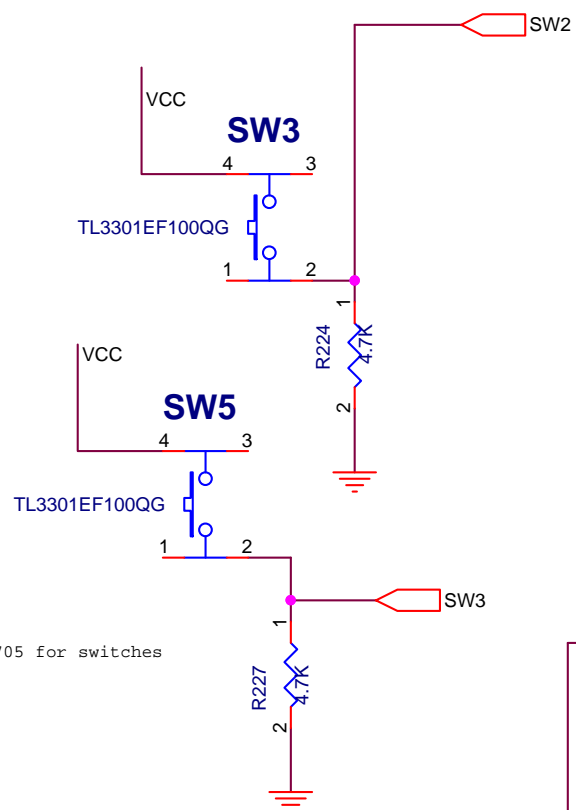 SW2
VCC
SW3
4 3
TL3301EF100QG
1 2
1
R224
4.7K
2
VCC
SW5
4 3
TL3301EF100QG
1 2
SW3
1
705 for switches
R227
4.7K
2